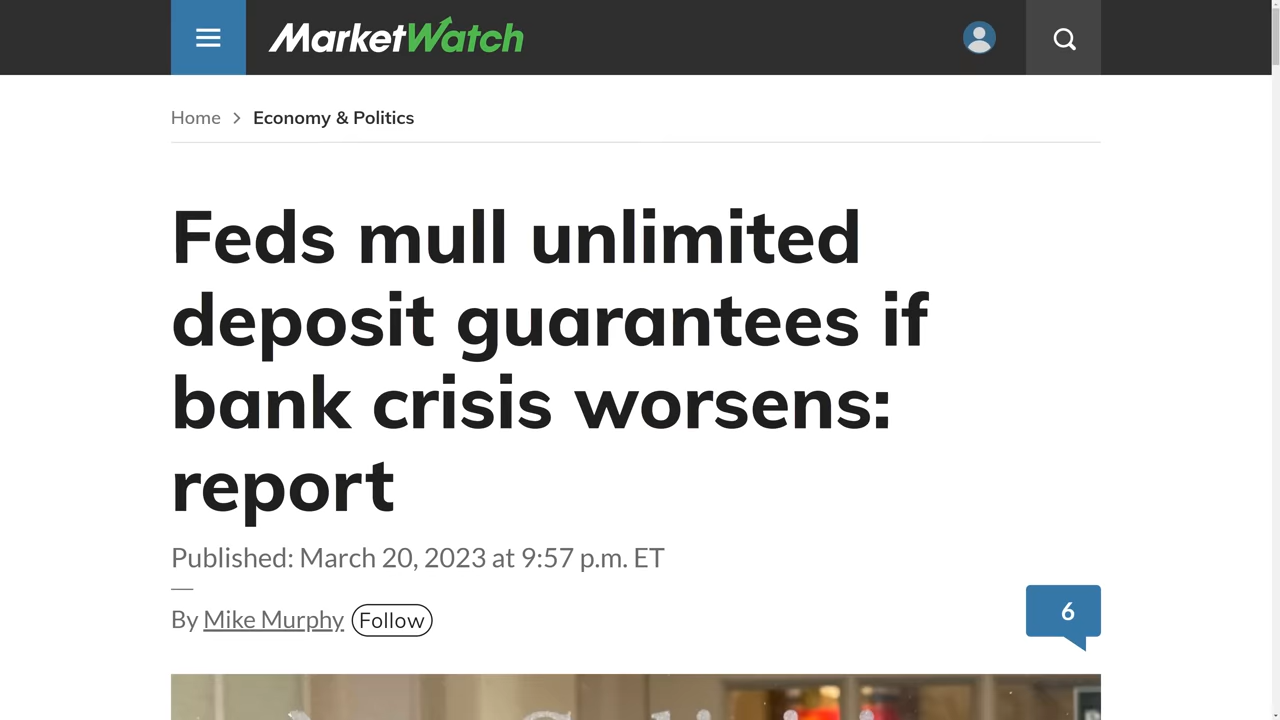 MarketWatch
Home > Economy & Politics
Feds mull unlimited
deposit guarantees if
bank crisis worsens:
report
Published: March 20, 2023 at 9:57 p.m. ET
—
By Mike Murphy Follow
6